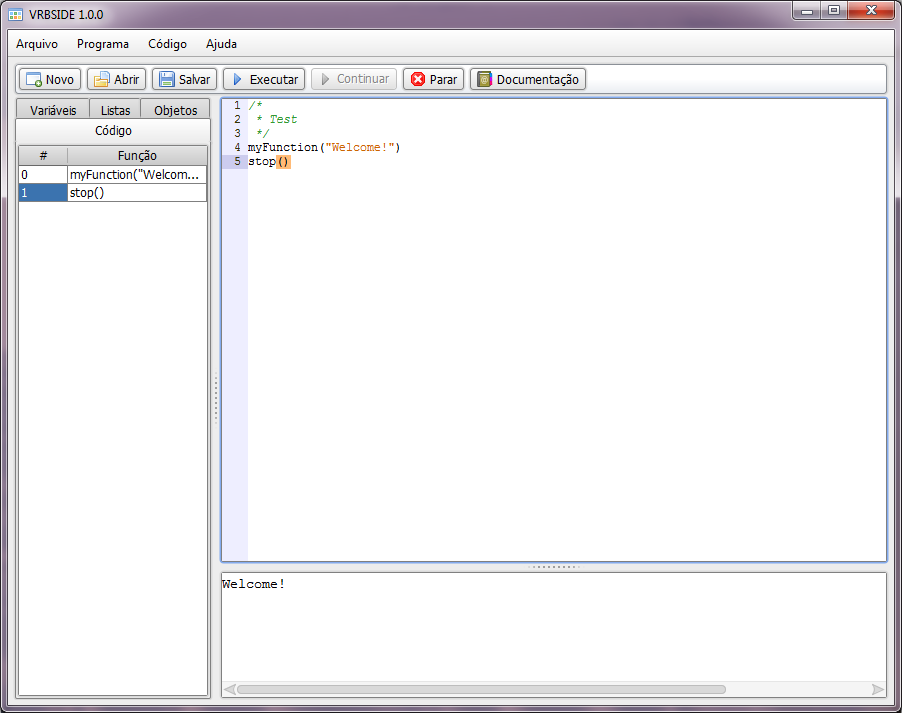 VRBSIDE 1.0.0
Arquivo Programa Código Ajuda
Novo Abrir Salvar Executar Continuar Parar Documentação
Variáveis Listas Objetos
Código
# Função
0 myFunction("Welcom...
1 stop()
1 /*
2 * Test
3 */
4 myFunction("Welcome!")
5 stop()
Welcome!